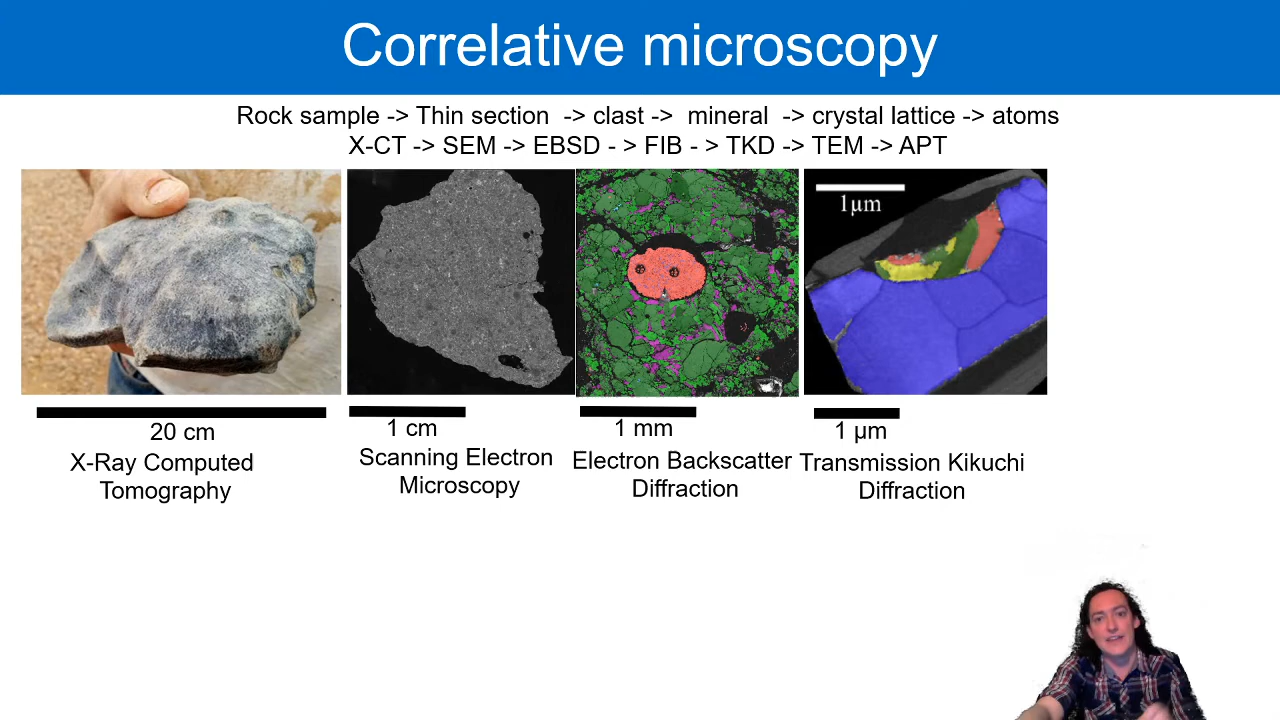 Correlative microscopy
Rock sample -> Thin section -> clast -> mineral -> crystal lattice -> atoms
X-CT -> SEM -> EBSD - > FIB - > TKD -> TEM -> APT
1μm
20 cm
1 cm
1 mm
1 μm
X-Ray Computed
Tomography
Scanning Electron
Microscopy
Electron Backscatter
Diffraction
Transmission Kikuchi
Diffraction